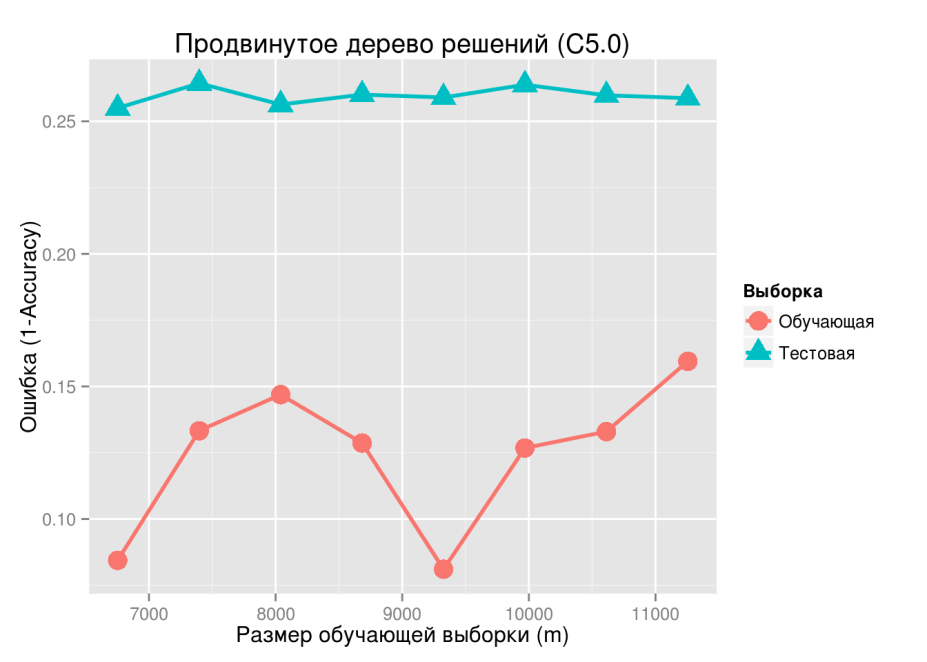 Продвинутое дерево решений (C5.0)
Ошибка (1-Accuracy)
0.25
0.20
0.15
0.10
7000 8000 9000 10000 11000
Размер обучающей выборки (m)
Выборка
Обучающая
Тестовая